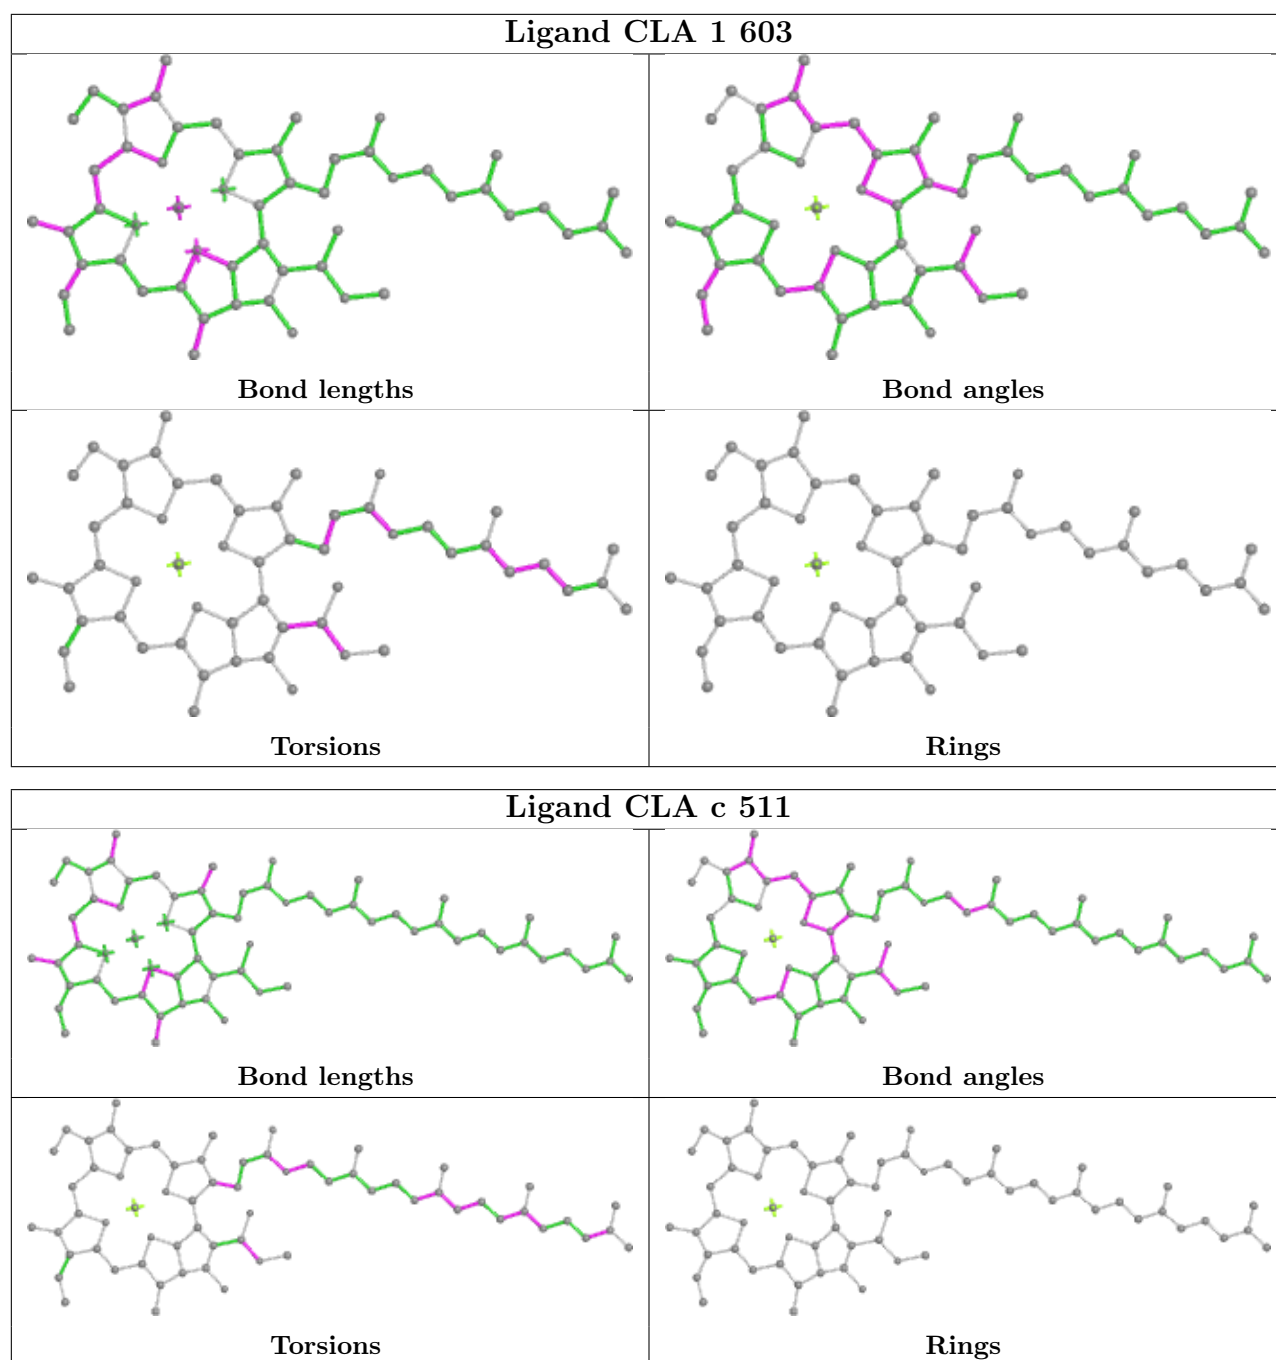 Ligand CLA 1 603
Bond lengths
Bond angles
Torsions
Rings
Ligand CLA c 511
Bond lengths
Bond angles
Torsions
Rings